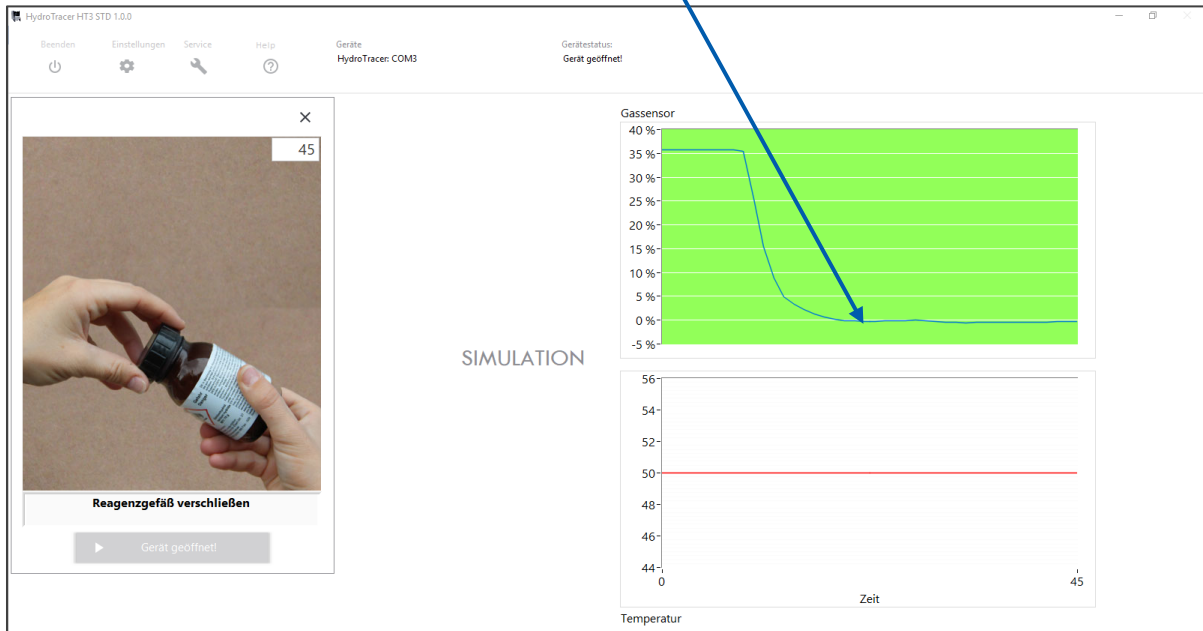 HydroTracer HT3 STD 1.0.0
Beenden
Einstellungen
Service
Help
Geräte
HydroTracer: COM3
Gerätestatus:
Gerät geöffnet!
45
Reagenzgefäß verschließen
Gerät geöffnet!
SIMULATION
Gassensor
40 %
35 %
30 %
25 %
20 %
15 %
10 %
5 %
0 %
-5 %
56
54
52
50
48
46
44
0
45
Zeit
Temperatur